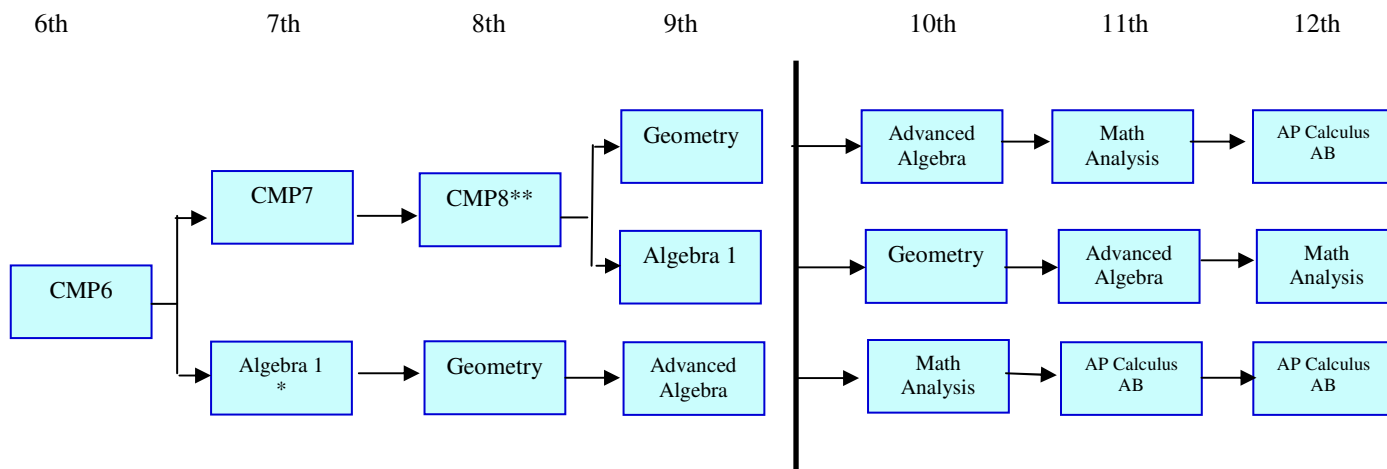 6th 7th 8th 9th 10th 11th 12th
Geometry
Advanced
Algebra
Math
Analysis
AP Calculus
AB
CMP7
CMP8**
Algebra 1
Geometry
Advanced
Algebra
Math
Analysis
CMP6
Algebra 1
*
Geometry
Advanced
Algebra
Math
Analysis
AP Calculus
AB
AP Calculus
AB